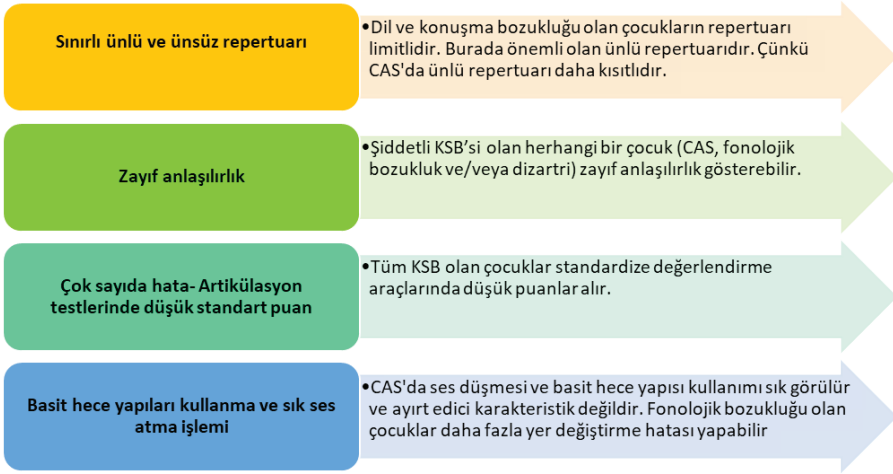 Sınırlı ünlü ve ünsüz repertuarı
•Dil ve konuşma bozukluğu olan çocukların repertuarı
limitlidir. Burada önemli olan ünlü repertuarıdır. Çünkü
CAS'da ünlü repertuarı daha kısıtlıdır.
Zayıf anlaşılırlık
•Şiddetli KSB’si olan herhangi bir çocuk (CAS, fonolojik
bozukluk ve/veya dizartri) zayıf anlaşılırlık gösterebilir.
Çok sayıda hata- Artikülasyon
testlerinde düşük standart puan
•Tüm KSB olan çocuklar standardize değerlendirme
araçlarında düşük puanlar alır.
Basit hece yapıları kullanma ve sık ses
atma işlemi
•CAS'da ses düşmesi ve basit hece yapısı kullanımı sık görülür
ve ayırt edici karakteristik değildir. Fonolojik bozukluğu olan
çocuklar daha fazla yer değiştirme hatası yapabilir